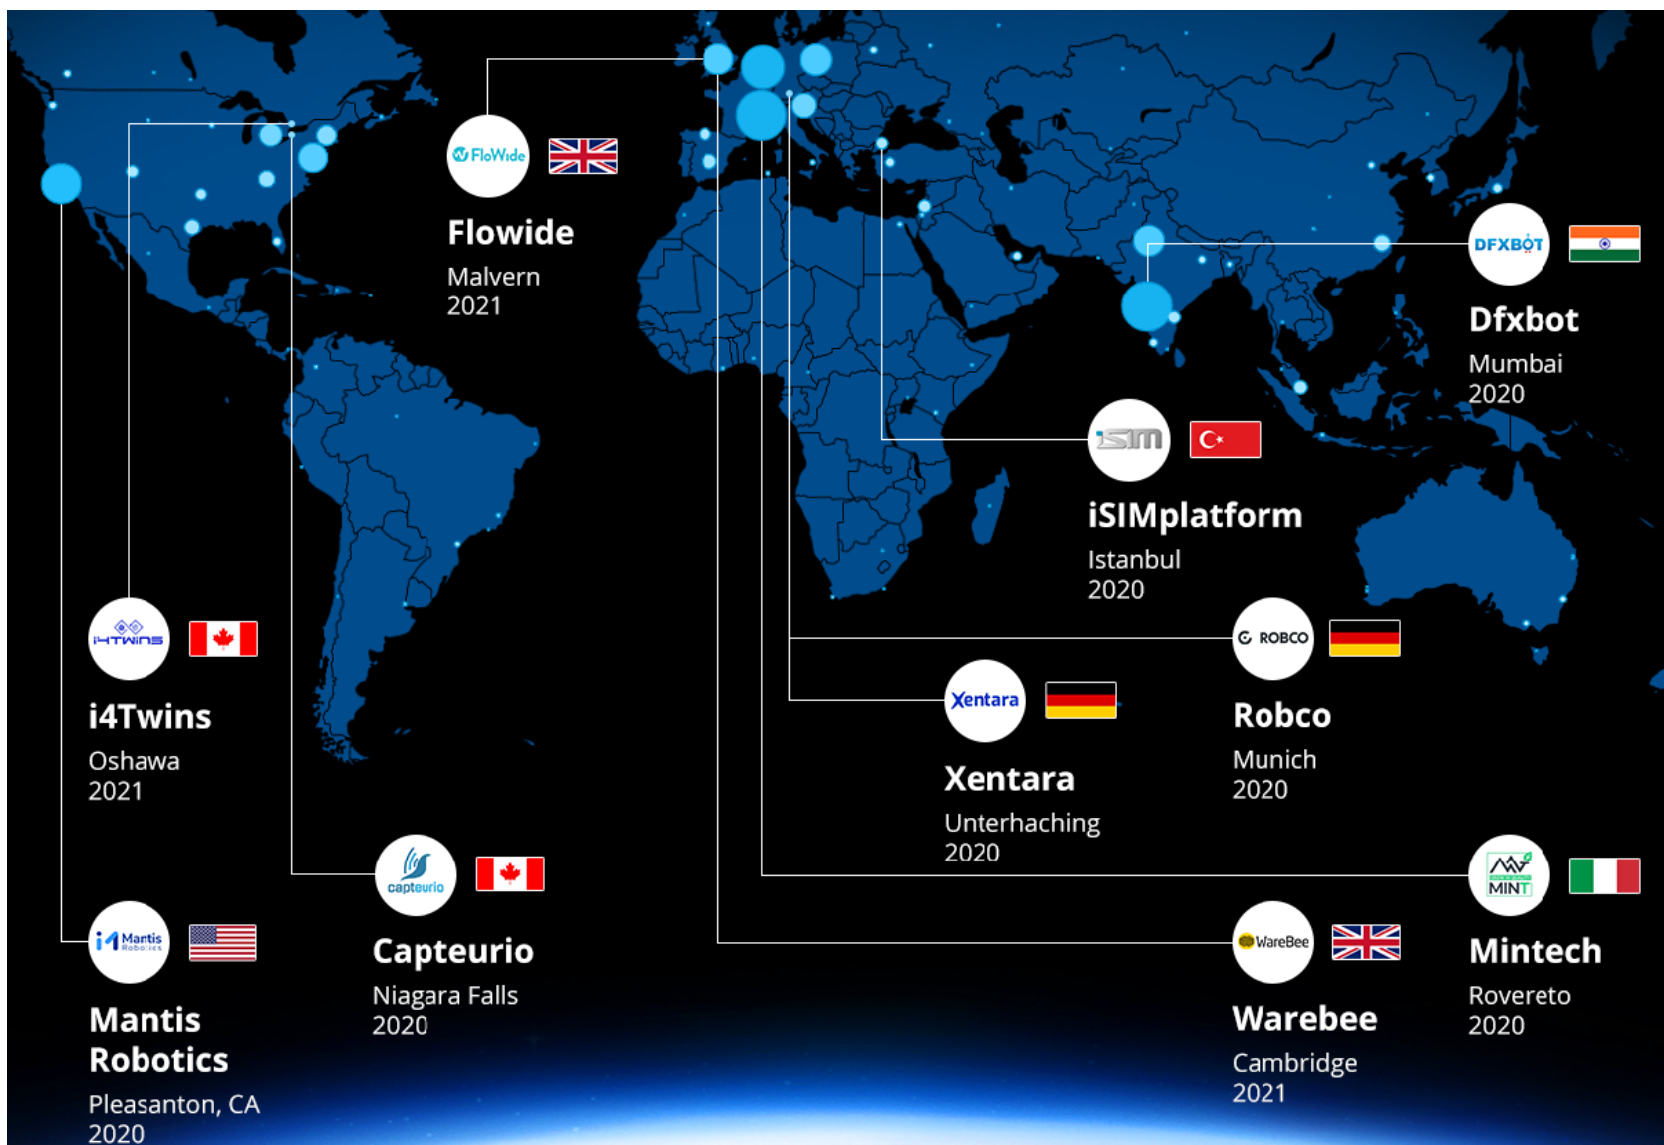 FloWide
Flowide
Malvern
2021
DFXBOT
Dfxbot
Mumbai
2020
iSIM
iSIMplatform
Istanbul
2020
i4TWINS
i4Twins
Oshawa
2021
ROBCO
Robco
Munich
2020
Xentara
Xentara
Unterhaching
2020
capteurio
Capteurio
Niagara Falls
2020
MINT
Mintech
Rovereto
2020
Mantis
Robotics
Mantis
Robotics
Pleasanton, CA
2020
WareBee
Warebee
Cambridge
2021